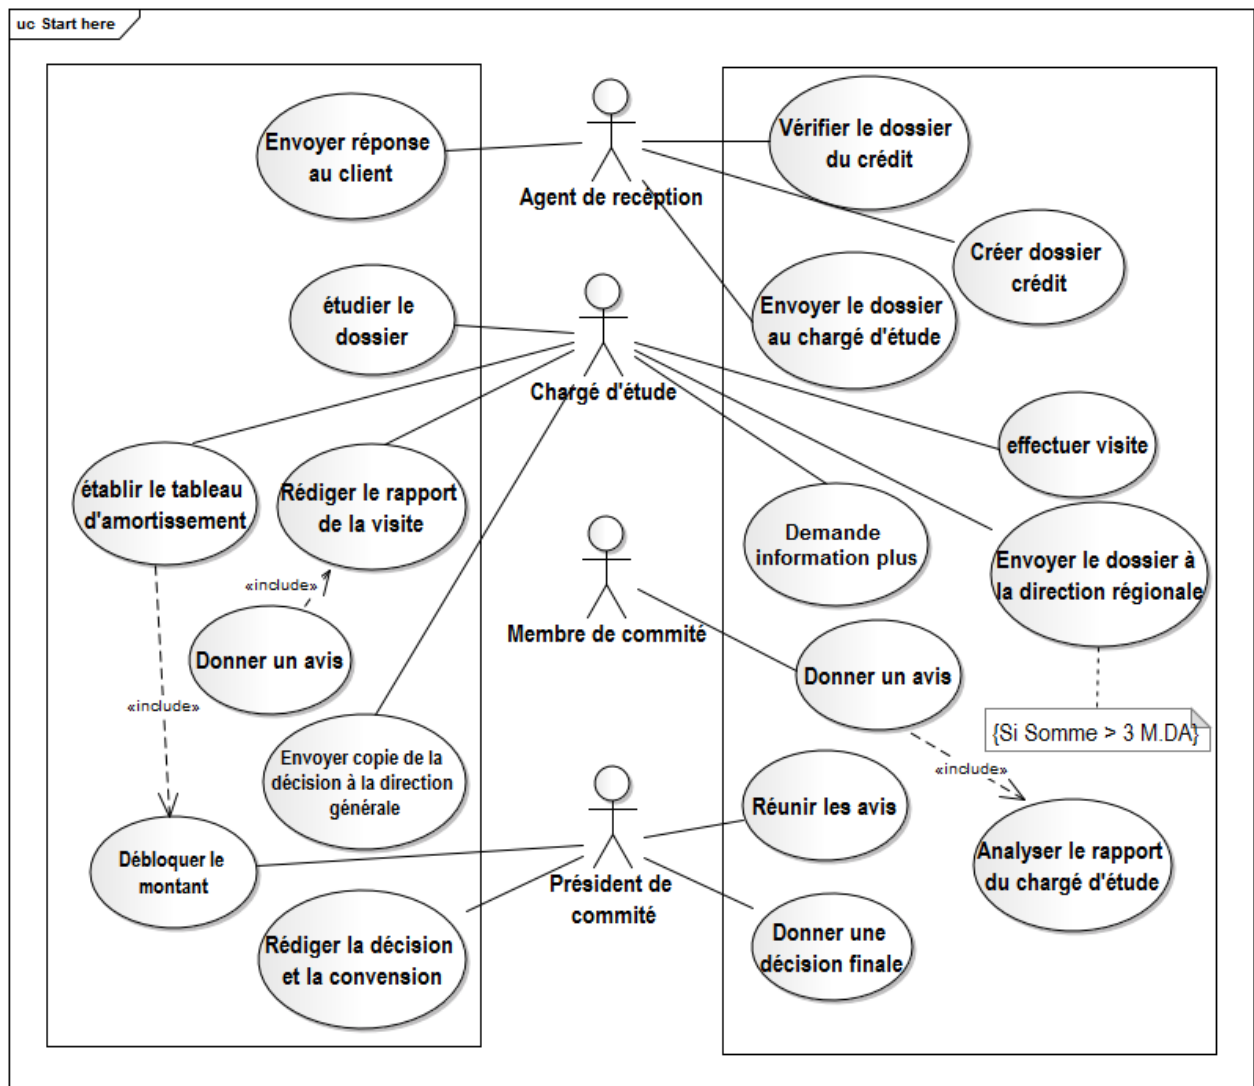 uc Start here
Envoyer réponse
au client
Agent de recéption
Vérifier le dossier
du crédit
Créer dossier
crédit
étudier le
dossier
Chargé d'étude
Envoyer le dossier
au chargé d'étude
effectuer visite
établir le tableau
d'amortissement
Rédiger le rapport
de la visite
Demande
information plus
Envoyer le dossier à
la direction régionale
«include»
Membre de commité
Donner un avis
Donner un avis
«include»
{Si Somme > 3 M.DA}
Envoyer copie de la
décision à la direction
générale
«include»
Réunir les avis
Débloquer le
montant
Président de
commité
Analyser le rapport
du chargé d'étude
Rédiger la décision
et la convension
Donner une
décision finale